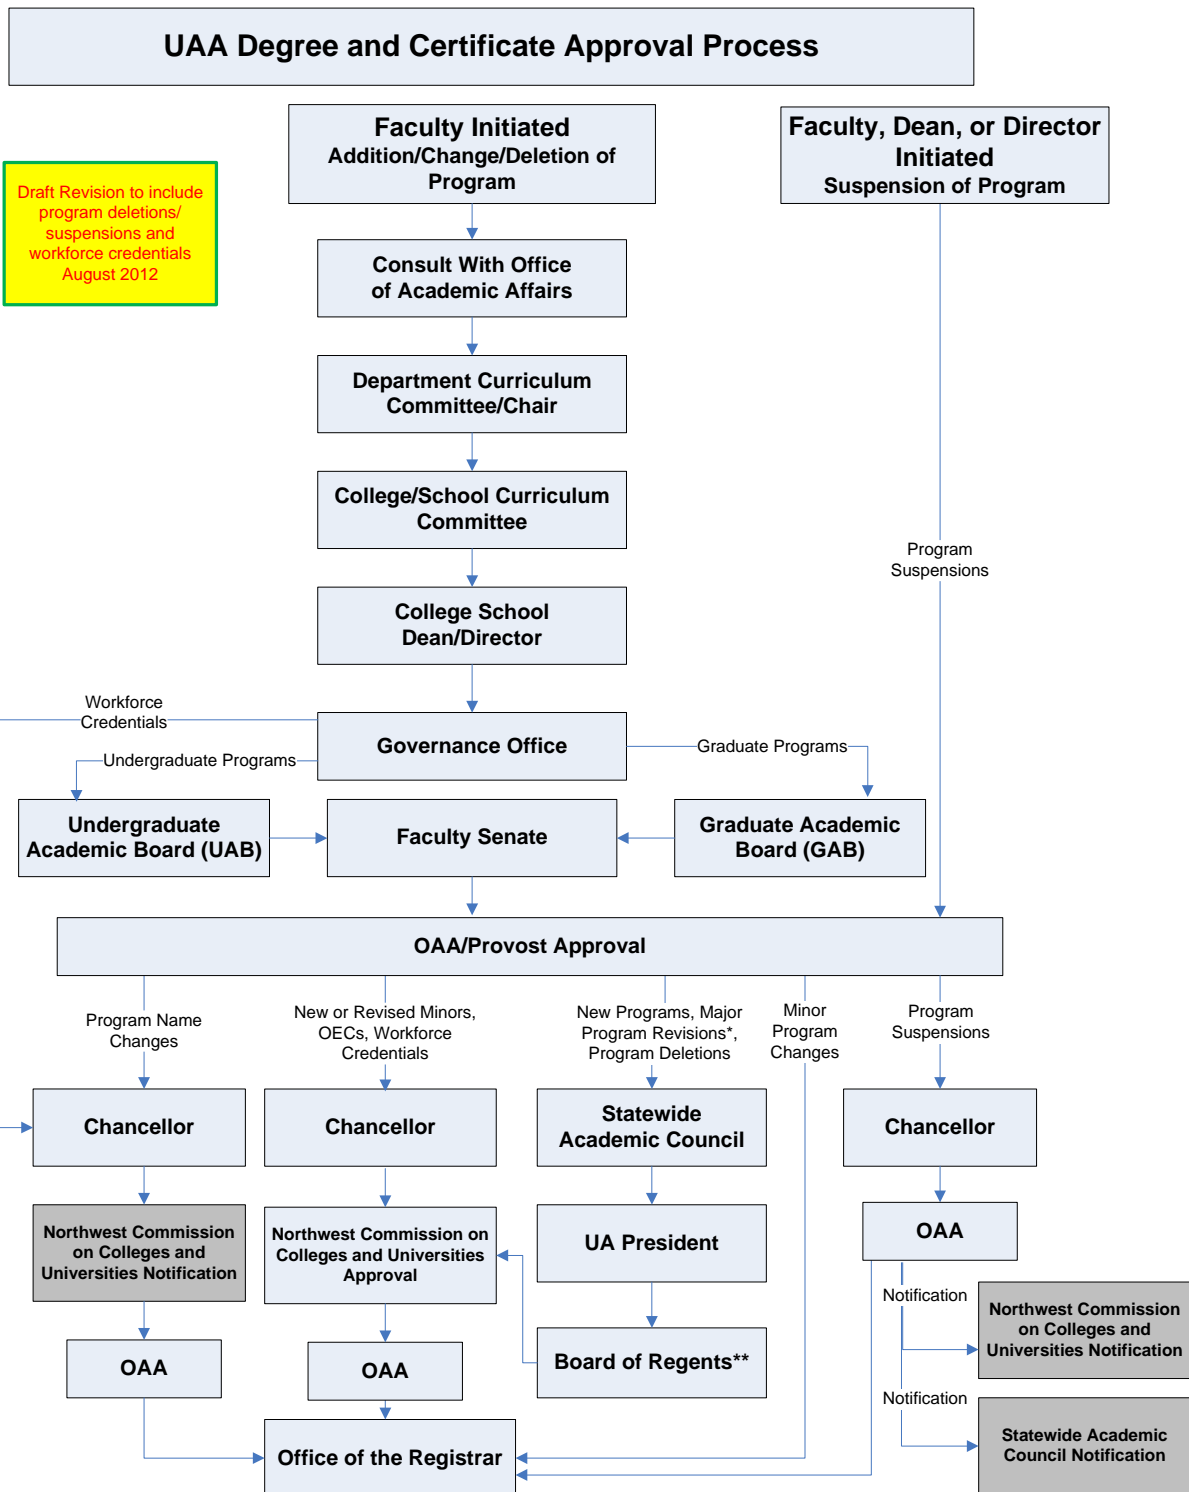 UAA Degree and Certificate Approval Process
Faculty Initiated
Addition/Change/Deletion of
Program
Faculty, Dean, or Director
Initiated
Suspension of Program
Draft Revision to include
program deletions/
suspensions and
workforce credentials
August 2012
Consult With Office
of Academic Affairs
Department Curriculum
Committee/Chair
College/School Curriculum
Committee
Program
Suspensions
College School
Dean/Director
Workforce
Credentials
Governance Office
Undergraduate Programs
Graduate Programs
Undergraduate
Academic Board (UAB)
Faculty Senate
Graduate Academic
Board (GAB)
OAA/Provost Approval
Program Name
Changes
New or Revised Minors,
OECs, Workforce
Credentials
New Programs, Major
Program Revisions*,
Program Deletions
Minor
Program
Changes
Program
Suspensions
Chancellor
Chancellor
Statewide
Academic Council
Chancellor
Northwest Commission
on Colleges and
Universities Notification
Northwest Commission on
Colleges and Universities
Approval
UA President
OAA
Notification
Northwest Commission
on Colleges and
Universities Notification
OAA
OAA
Board of Regents**
Notification
Statewide Academic
Council Notification
Office of the Registrar